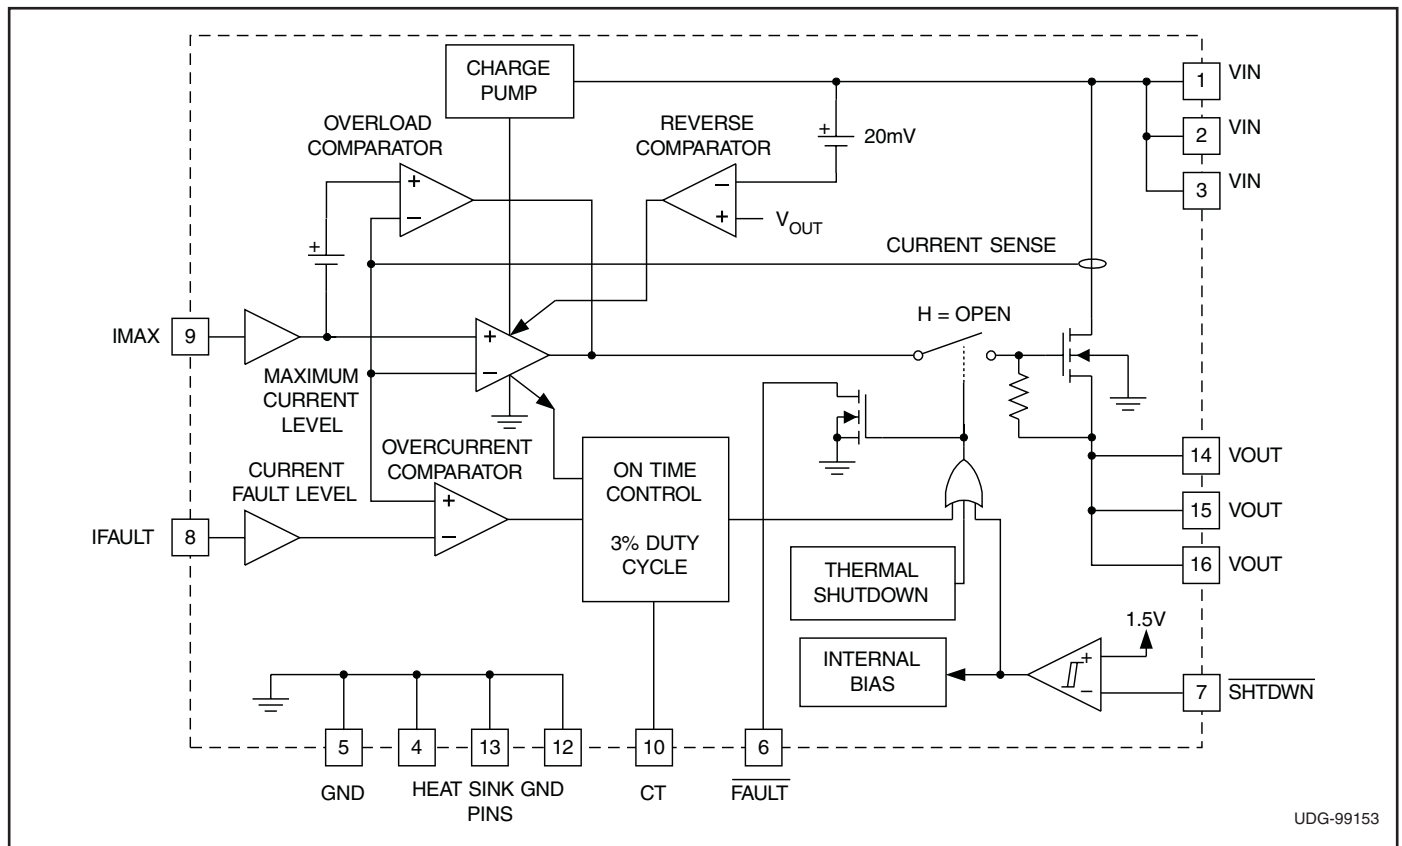 CHARGE
PUMP
1
VIN
2
VIN
3
VIN
OVERLOAD
COMPARATOR
REVERSE
COMPARATOR
+
20mV
+
–
–
+
VOUT
+
CURRENT SENSE
IMAX
9
+
–
H = OPEN
MAXIMUM
CURRENT
LEVEL
OVERCURRENT
COMPARATOR
CURRENT
FAULT LEVEL
IFAULT
8
+
–
ON TIME
CONTROL
3% DUTY
CYCLE
14
VOUT
15
VOUT
16
VOUT
THERMAL
SHUTDOWN
INTERNAL
BIAS
1.5V
+
–
7
SHTDWN
5
4
13
12
10
6
GND
HEAT SINK GND
PINS
CT
FAULT
UDG-99153